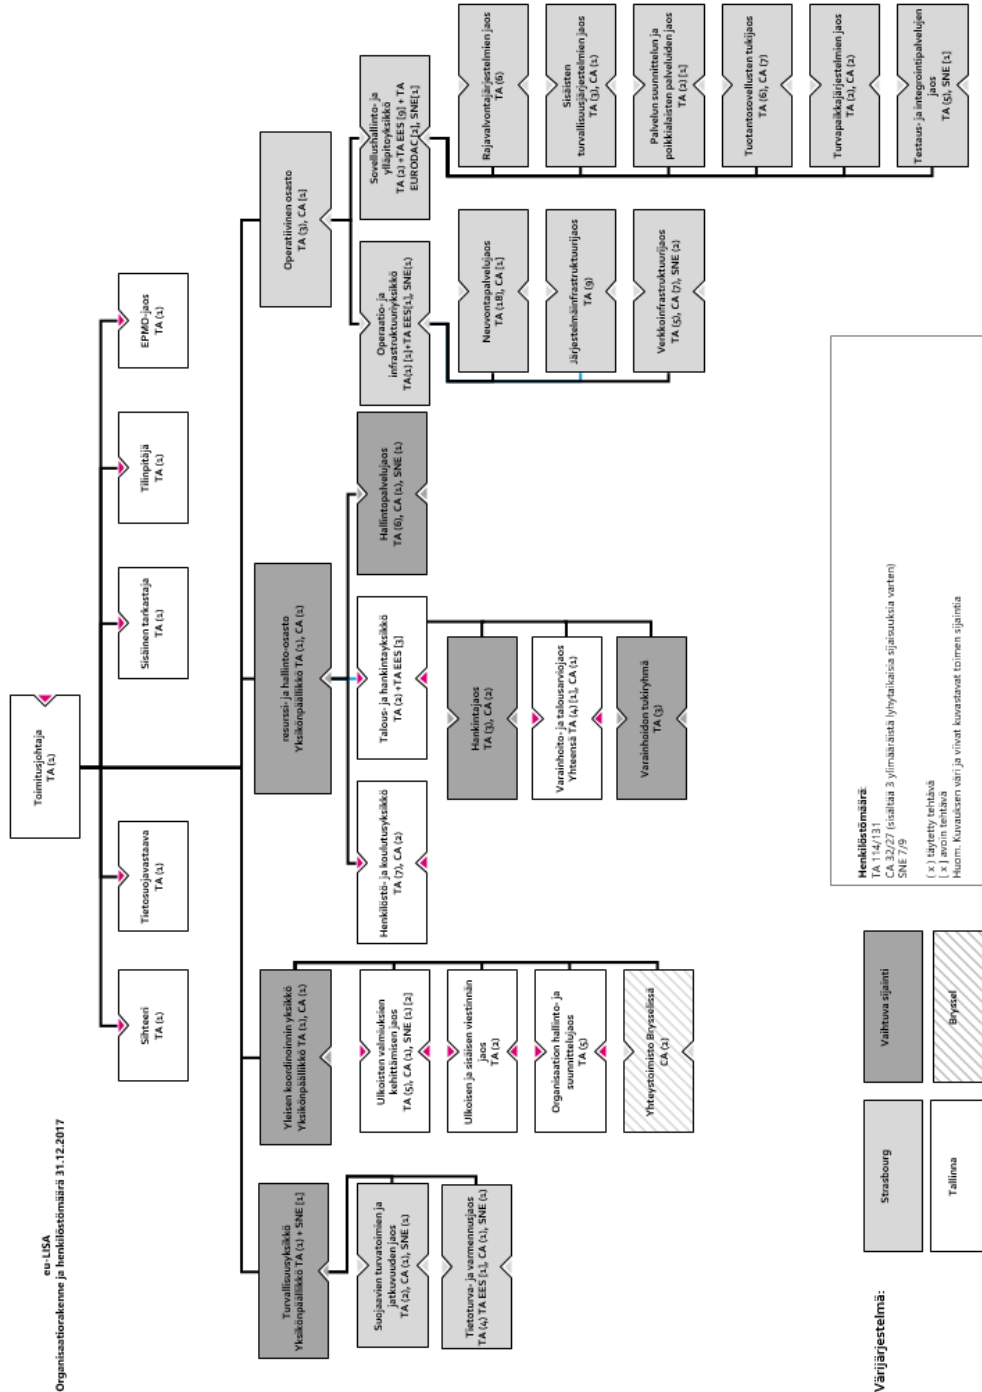 eu-LISA
Organisaatiorakenne ja henkilöstömäärä 31.12.2017
Toimitusjohtaja
TA (1)
Sihteeri
TA (1)
Tietosuojavastaava
TA (1)
Sisäinen tarkastaja
TA (1)
Tilinpitäjä
TA (1)
EPMO-jaos
TA (1)
Turvallisuusyksikkö
Yksikönpäällikkö TA (1) + SNE [1]
Suojaavien turvatoimien ja
jatkuvuuden jaos
TA (2), CA (1), SNE (1)
Tietoturva- ja varmennusjaos
TA (4) TA EES [1], CA (1), SNE (1)
Yleisen koordinoinnin yksikkö
Yksikönpäällikkö TA (1), CA (1)
Ulkoisten valmiuksien
kehittämisen jaos
TA (5), CA (1), SNE (1) [2]
Ulkoisen ja sisäisen viestinnän
jaos
TA (2)
Organisaation hallinto- ja
suunnittelujaos
TA (5)
Yhteystoimisto Brysselissä
CA (2)
resurssi- ja hallinto-osasto
Yksikönpäällikkö TA (1), CA (1)
Henkilöstö- ja koulutusyksikkö
TA (7), CA (2)
Talous- ja hankintayksikkö
TA (2) +TA EES [3]
Hallintopalvelujaos
TA (6), CA (1), SNE (1)
Hankintajaos
TA (3), CA (2)
Varainhoito- ja talousarviojaos
Yhteensä TA (4) [1], CA (1)
Varainhoidon tukiryhmä
TA (3)
Operatiivinen osasto
TA (3), CA [1]
Operaatio- ja
infrastruktuuriyksikkö
TA(1) [1]+TA EES[1], SNE(1)
Sovellushallinto- ja
ylläpitoyksikkö
TA (2) +TA EES [9] + TA
EURODAC [2], SNE[1]
Neuvontapalvelujaos
TA (18), CA [1]
Järjestelmäinfrastruktuurijaos
TA (9)
Verkkoinfrastruktuurijaos
TA (5), CA (7), SNE (2)
Rajavalvontajärjestelmien jaos
TA (6)
Sisäisten
turvallisuusjärjestelmien jaos
TA (3), CA (1)
Palvelun suunnittelun ja
poikkialaisten palveluiden jaos
TA (2) [1]
Tuotantosovellusten tukijaos
TA (6), CA (7)
Turvapaikkajärjestelmien jaos
TA (2), CA (2)
Testaus- ja integrointipalvelujen
jaos
TA (5), SNE [1]
Värijärjestelmä:
Strasbourg
Vaihtuva sijainti
Tallinna
Bryssel
Henkilöstömäärä:
TA 114/131
CA 32/27 (sisältää 3 ylimääräistä lyhytaikaisia sijaisuuksia varten)
SNE 7/9
( x ) täytetty tehtävä
[ x ] avoin tehtävä
Huom. Kuvauksen väri ja viivat kuvastavat toimen sijaintia